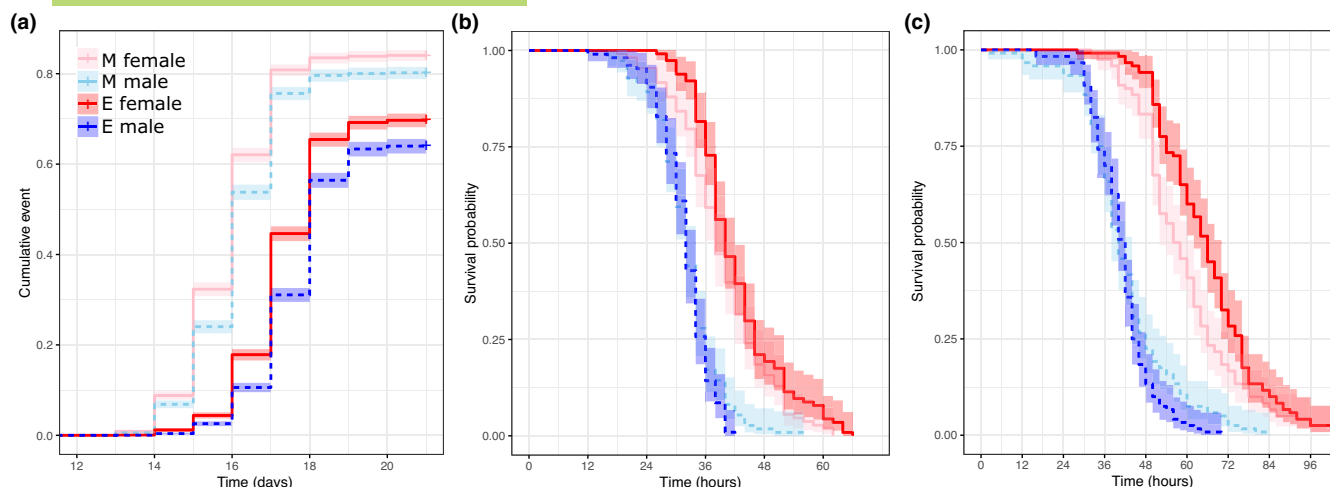 (a)
M female
M male
E female
E male
Cumulative event
0.8
0.6
0.4
0.2
0.0
12 14 16 18 20
Time (days)
(b)
Survival probability
1.00
0.75
0.50
0.25
0.00
0 12 24 36 48 60
Time (hours)
(c)
Survival probability
1.00
0.75
0.50
0.25
0.00
0 12 24 36 48 60 72 84 96
Time (hours)